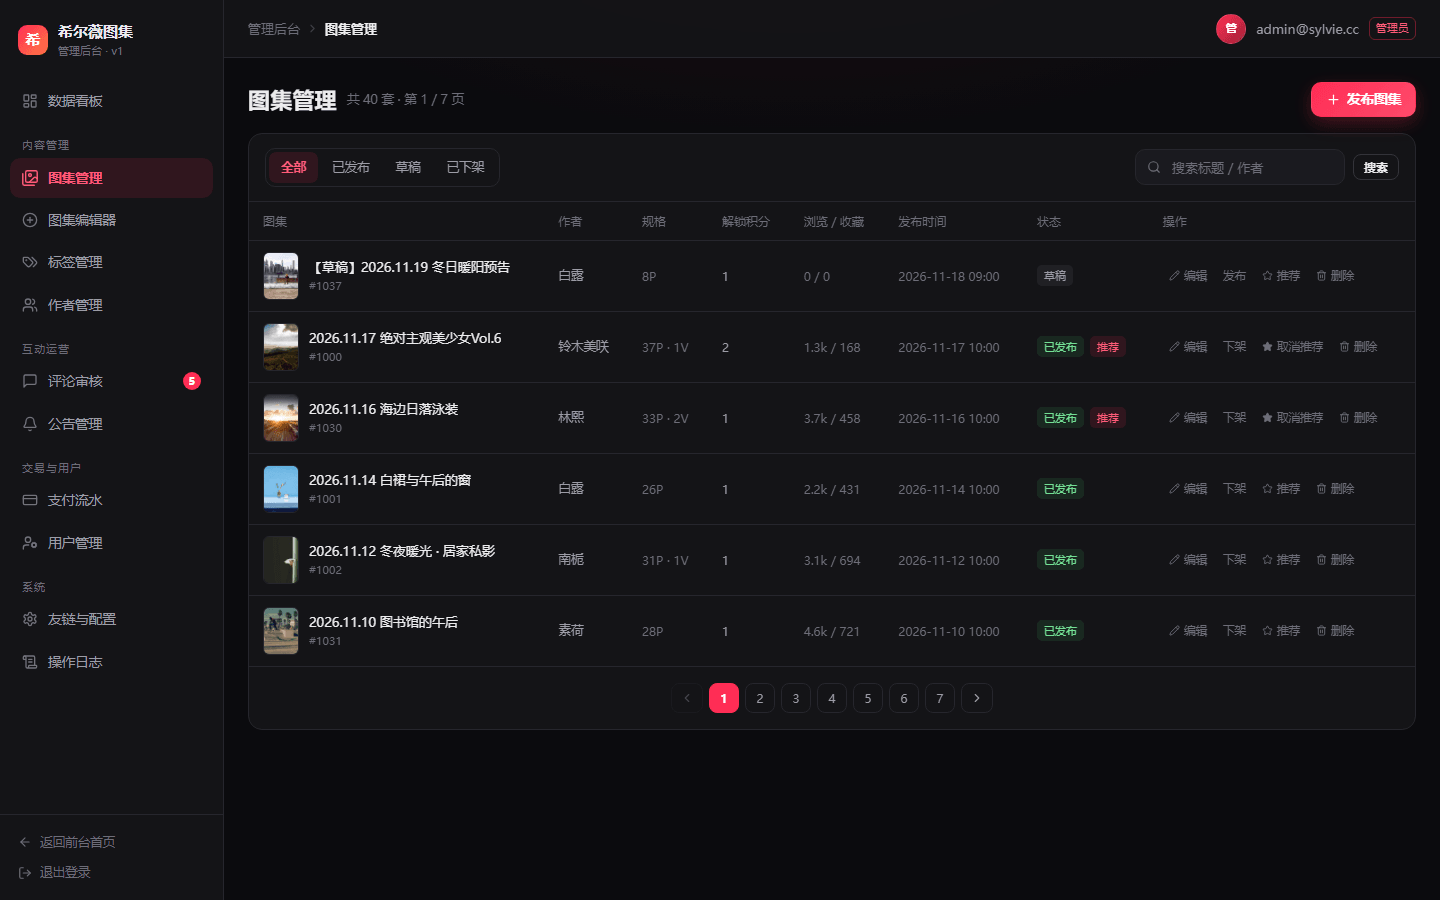 希
希尔薇图集
管理后台 · v1
数据看板
内容管理
图集管理
图集编辑器
标签管理
作者管理
互动运营
评论审核 5
公告管理
交易与用户
支付流水
用户管理
系统
友链与配置
操作日志
返回前台首页
退出登录
管理后台 图集管理
管 admin@sylvie.cc 管理员
图集管理 共 40 套 · 第 1 / 7 页
发布图集
全部 已发布 草稿 已下架
搜索标题 / 作者 搜索
图集 作者 规格 解锁积分 浏览 / 收藏 发布时间 状态 操作
【草稿】2026.11.19 冬日暖阳预告
#1037
白露 8P 1 0 / 0 2026-11-18 09:00 草稿 编辑 发布 推荐 删除
2026.11.17 绝对主观美少女Vol.6
#1000
铃木美咲 37P · 1V 2 1.3k / 168 2026-11-17 10:00 已发布 推荐 编辑 下架 取消推荐 删除
2026.11.16 海边日落泳装
#1030
林熙 33P · 2V 1 3.7k / 458 2026-11-16 10:00 已发布 推荐 编辑 下架 取消推荐 删除
2026.11.14 白裙与午后的窗
#1001
白露 26P 1 2.2k / 431 2026-11-14 10:00 已发布 编辑 下架 推荐 删除
2026.11.12 冬夜暖光 · 居家私影
#1002
南栀 31P · 1V 1 3.1k / 694 2026-11-12 10:00 已发布 编辑 下架 推荐 删除
2026.11.10 图书馆的午后
#1031
素荷 28P 1 4.6k / 721 2026-11-10 10:00 已发布 编辑 下架 推荐 删除
1 2 3 4 5 6 7